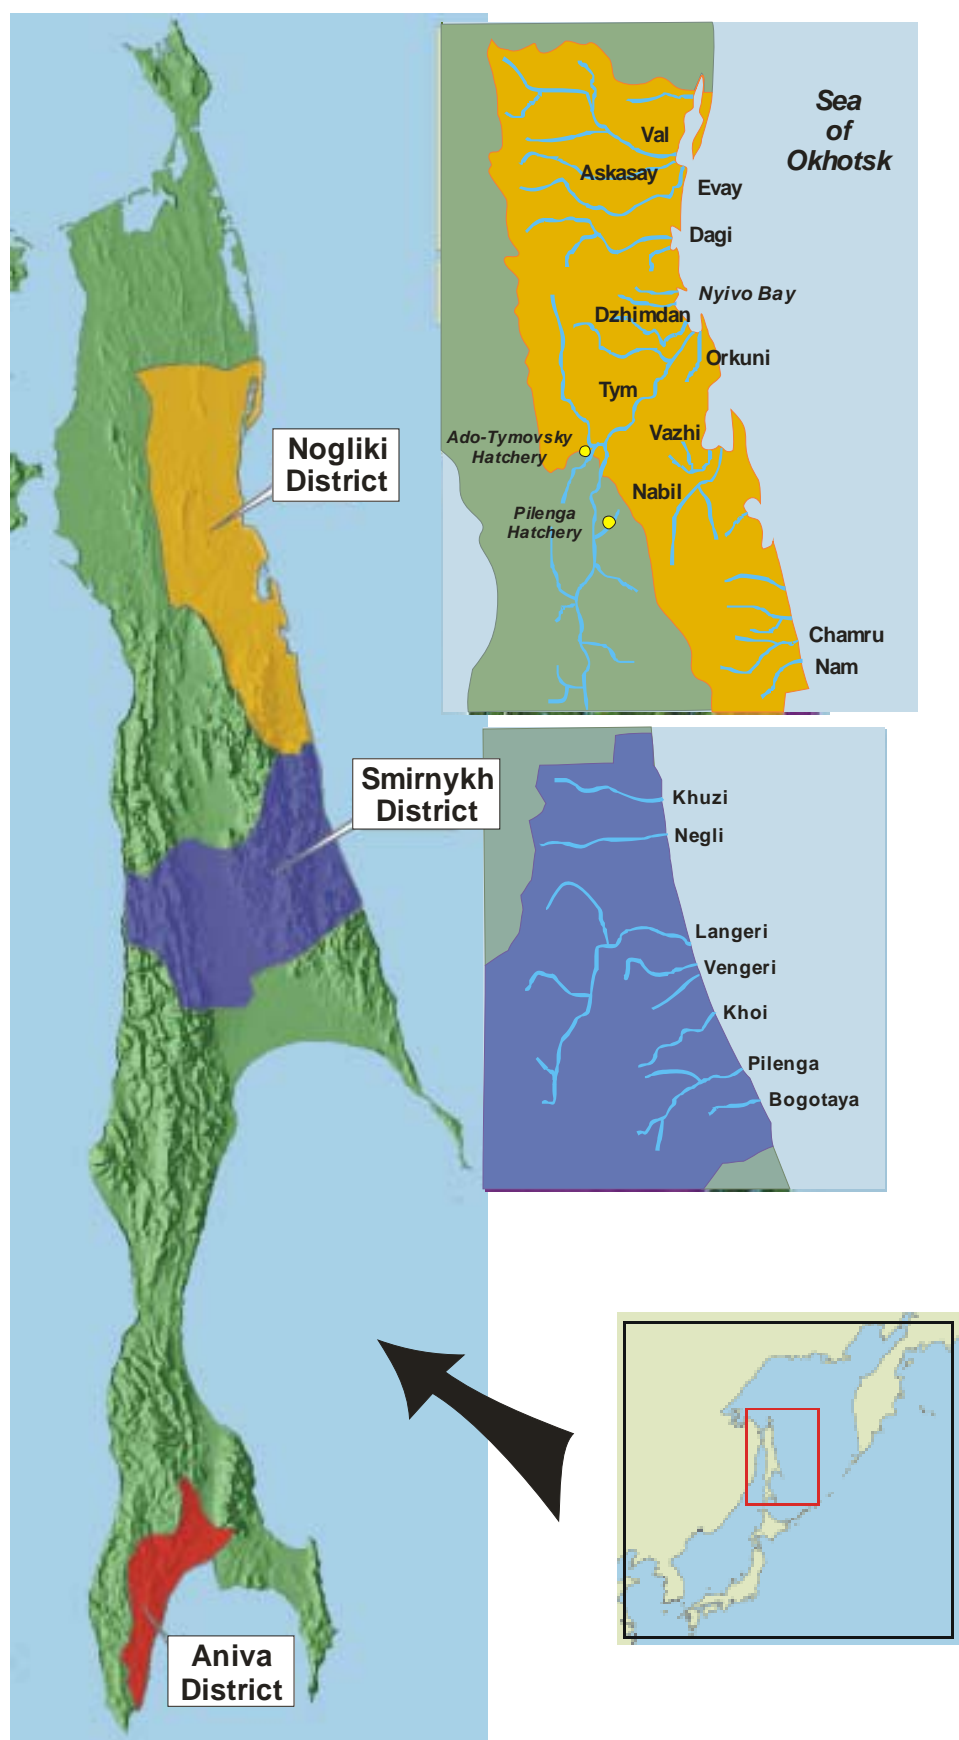 Nogliki
District
Smirnykh
District
Aniva
District
Sea
of
Okhotsk
Val
Askasay
Evay
Dagi
Nyivo Bay
Dzhimdan
Orkuni
Tym
Vazhi
Ado-Tymovsky
Hatchery
Nabil
Pilenga
Hatchery
Chamru
Nam
Khuzi
Negli
Langeri
Vengeri
Khoi
Pilenga
Bogotaya